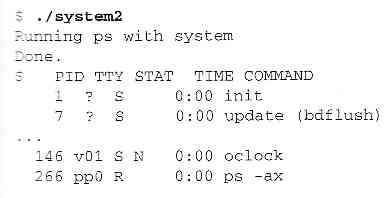 $ ./system2
Running ps with system
Done.
$   PID TTY STAT  TIME COMMAND
    1  ?  S     0:00 init
    7  ?  S     0:00 update (bdflush)
...
  146 v01 S N   0:00 oclock
  266 pp0 R     0:00 ps -ax